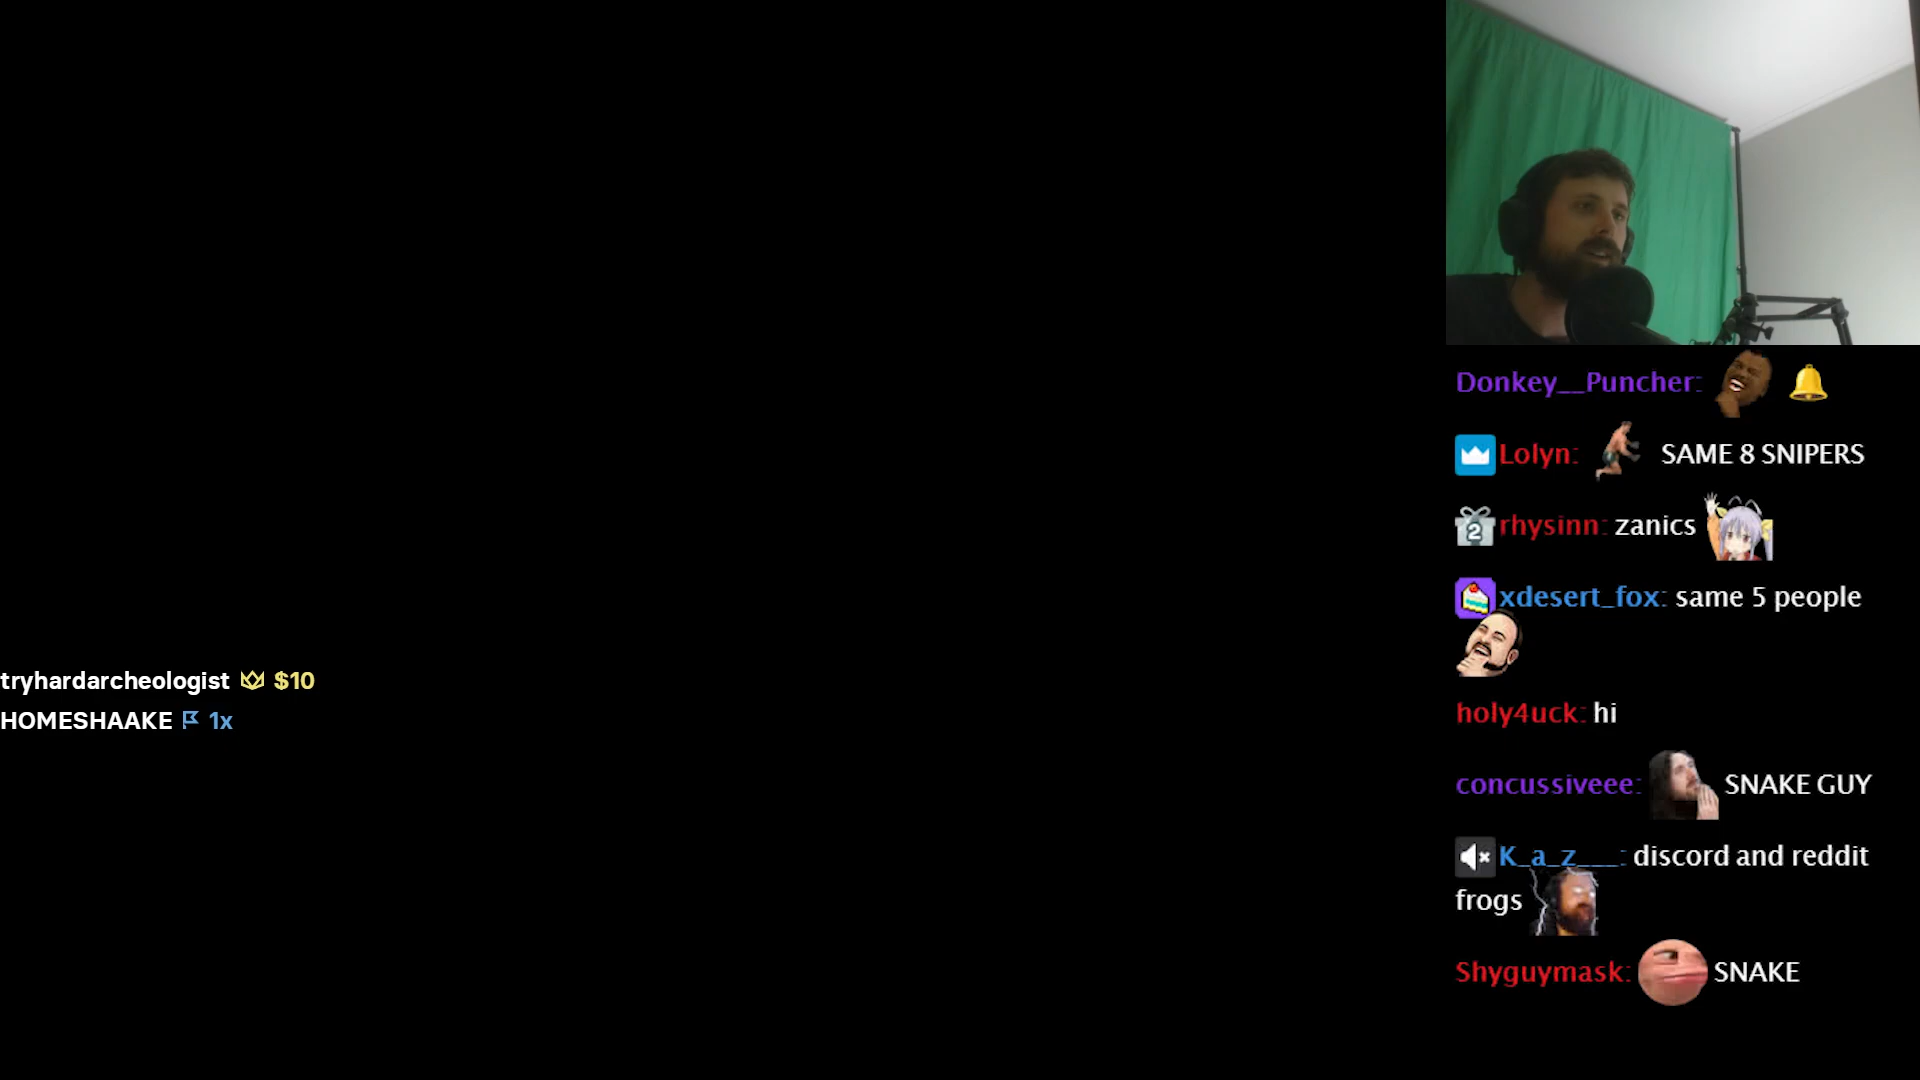 Donkey__Puncher:
Lolyn: SAME 8 SNIPERS
2 rhysinn: zanics
xdesert_fox: same 5 people
tryhardarcheologist $10
HOMESHAAKE 1x
holy4uck: hi
concussiveee: SNAKE GUY
K_a_z___: discord and reddit
frogs
Shyguymask: SNAKE